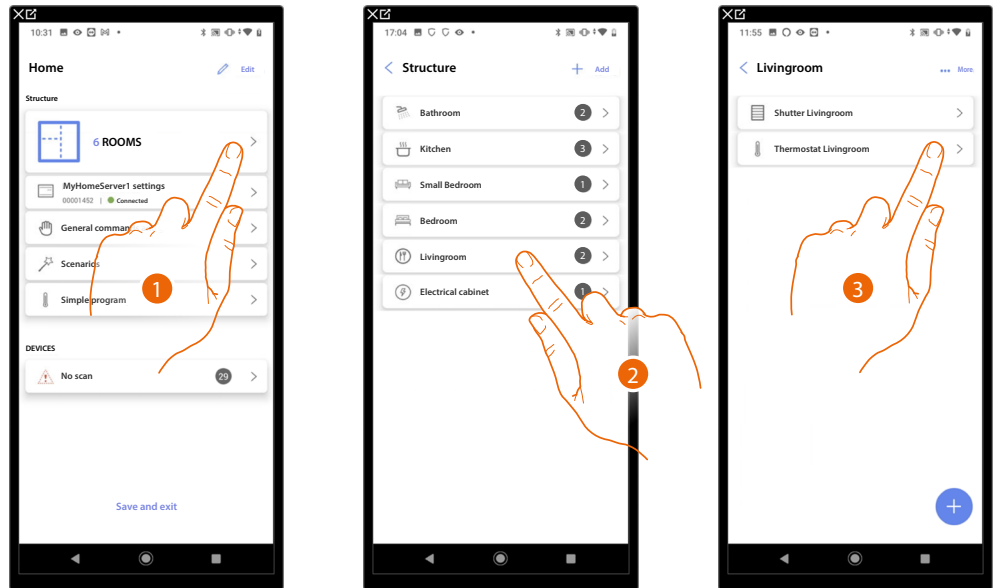 10:31
Home
Edit
Structure
6 ROOMS
MyHomeServer1 settings
00001452 | Connected
General comman
Scenarios
Simple program
DEVICES
No scan
29
Save and exit
1
17:04
Structure
Add
Bathroom
2
Kitchen
3
Small Bedroom
1
Bedroom
2
Livingroom
2
Electrical cabinet
1
2
11:55
Livingroom
More
Shutter Livingroom
Thermostat Livingroom
3